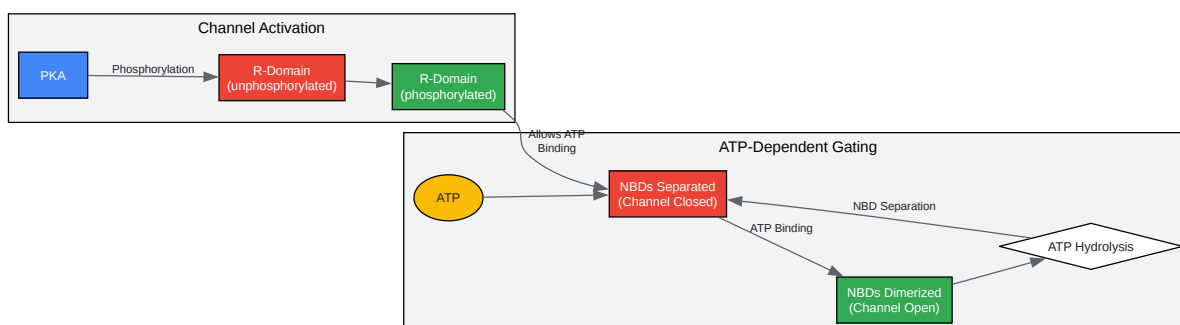 Channel Activation
PKA
Phosphorylation
R-Domain
(unphosphorylated)
R-Domain
(phosphorylated)
Allows ATP
Binding
ATP-Dependent Gating
ATP
NBDs Separated
(Channel Closed)
NBD Separation
ATP Binding
ATP Hydrolysis
NBDs Dimerized
(Channel Open)